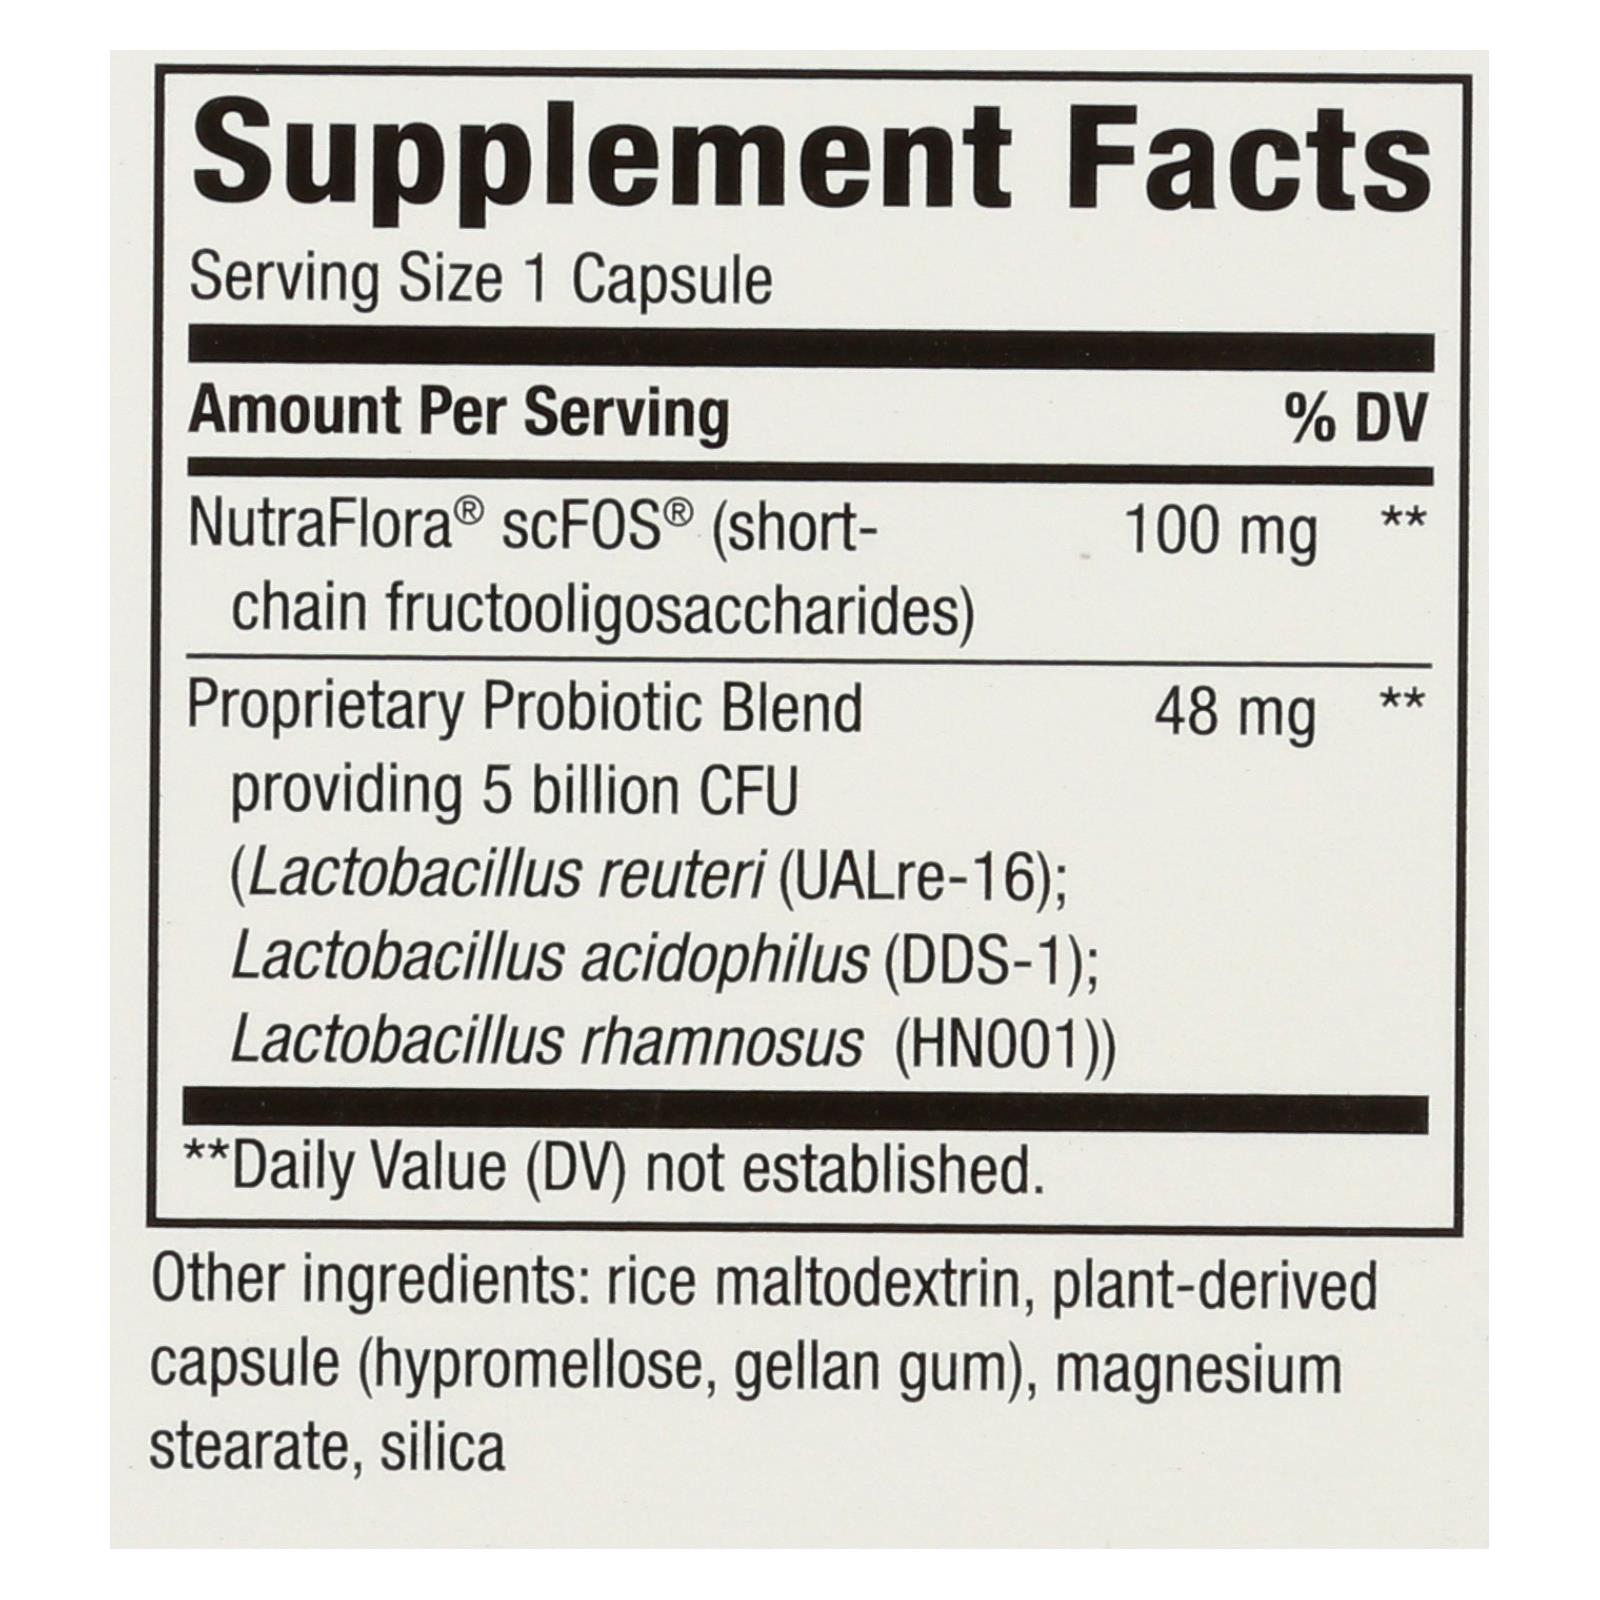 Supplement Facts
Serving Size 1 Capsule
Amount Per Serving % DV
NutraFlora® scFOS® (short- 100 mg **
chain fructooligosaccharides)
Proprietary Probiotic Blend 48 mg **
providing 5 billion CFU
(Lactobacillus reuteri (UALre-16);
Lactobacillus acidophilus (DDS-1);
Lactobacillus rhamnosus (HN001))
**Daily Value (DV) not established.
Other ingredients: rice maltodextrin, plant-derived
capsule (hypromellose, gellan gum), magnesium
stearate, silica